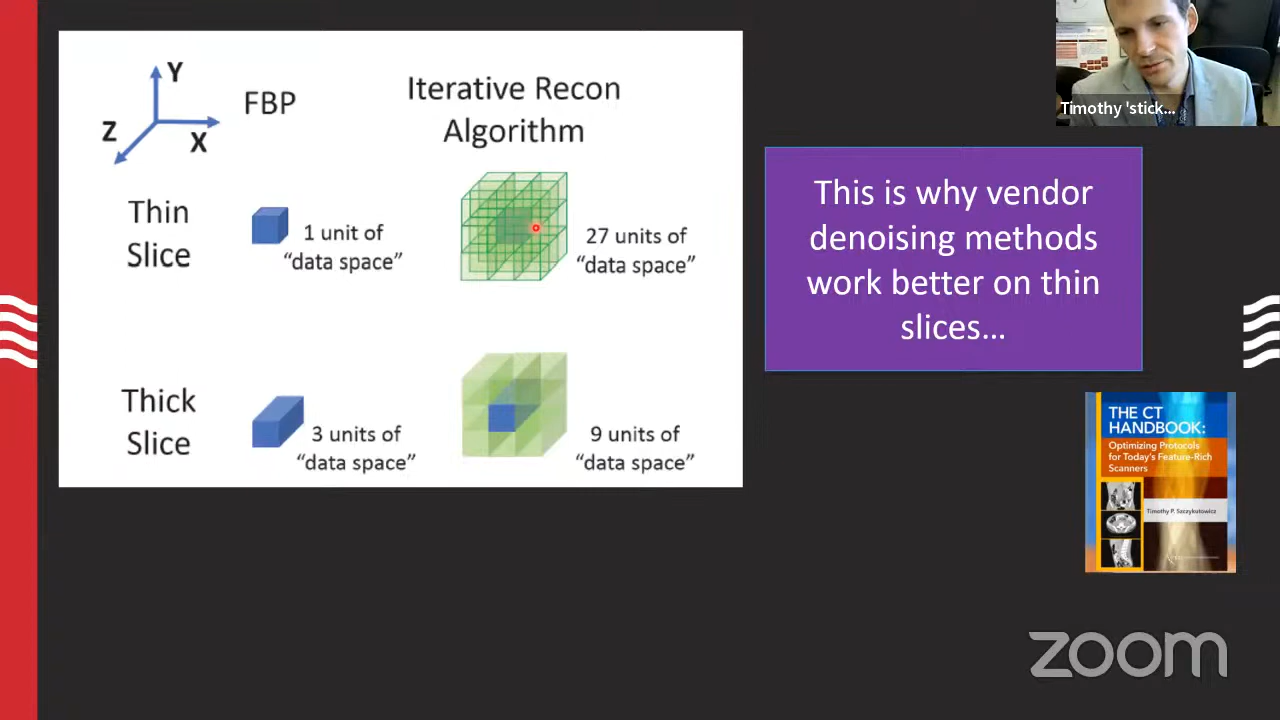 Y
Z
X
FBP
Iterative Recon
Algorithm
Thin
Slice
1 unit of
“data space”
27 units of
“data space”
Thick
Slice
3 units of
“data space”
9 units of
“data space”
This is why vendor
denoising methods
work better on thin
slices...
Timothy 'stick...
THE CT
HANDBOOK:
Optimizing Protocols
for Today's Feature-Rich
Scanners
Timothy P. Szczykutowicz
zoom